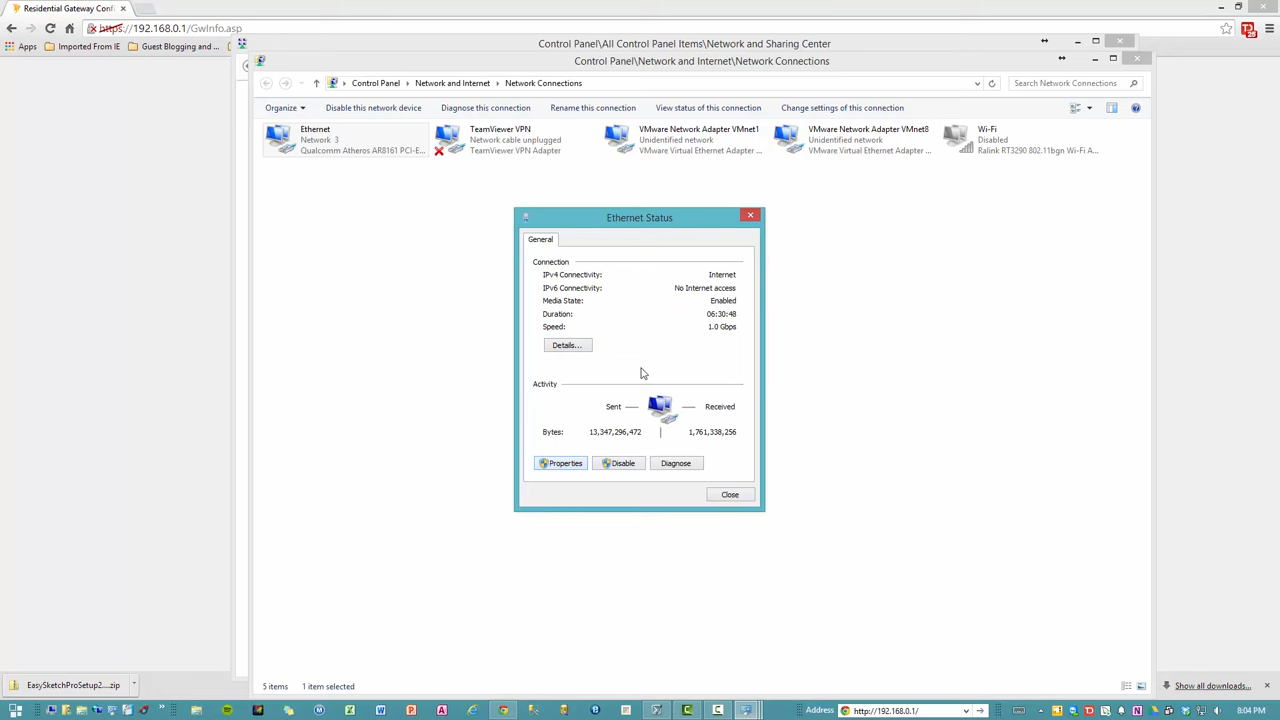 Residential Gateway Confi
https://192.168.0.1/GwInfo.asp
Apps Imported From IE Guest Blogging and ...
Control Panel\All Control Panel Items\Network and Sharing Center
Control Panel\Network and Internet\Network Connections
Control Panel Network and Internet Network Connections
Search Network Connections
Organize Disable this network device Diagnose this connection Rename this connection View status of this connection Change settings of this connection
Ethernet
Network 3
Qualcomm Atheros AR8161 PCI-E...
TeamViewer VPN
Network cable unplugged
TeamViewer VPN Adapter
VMware Network Adapter VMnet1
Unidentified network
VMware Virtual Ethernet Adapter ...
VMware Network Adapter VMnet8
Unidentified network
VMware Virtual Ethernet Adapter ...
Wi-Fi
Disabled
Ralink RT3290 802.11bgn Wi-Fi A...
Ethernet Status
General
Connection
IPv4 Connectivity: Internet
IPv6 Connectivity: No Internet access
Media State: Enabled
Duration: 06:30:48
Speed: 1.0 Gbps
Details...
Activity
Sent Received
Bytes: 13,347,296,472 1,761,338,256
Properties Disable Diagnose
Close
5 items 1 item selected
EasySketchProSetup2....zip
Show all downloads...
Address http://192.168.0.1/
8:04 PM